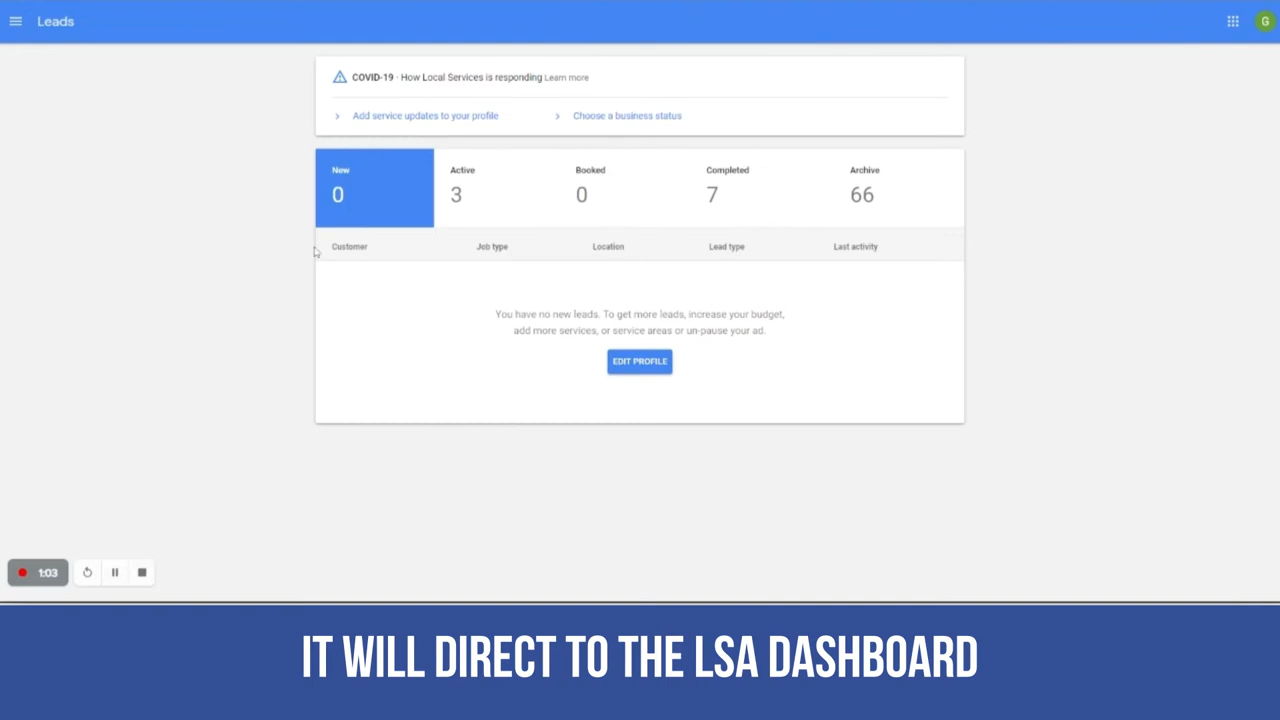 Leads
G
COVID-19 · How Local Services is responding Learn more
Add service updates to your profile
Choose a business status
New Active Booked Completed Archive
0 3 0 7 66
Customer Job type Location Lead type Last activity
You have no new leads. To get more leads, increase your budget,
add more services, or service areas or un-pause your ad.
EDIT PROFILE
1:03
IT WILL DIRECT TO THE LSA DASHBOARD